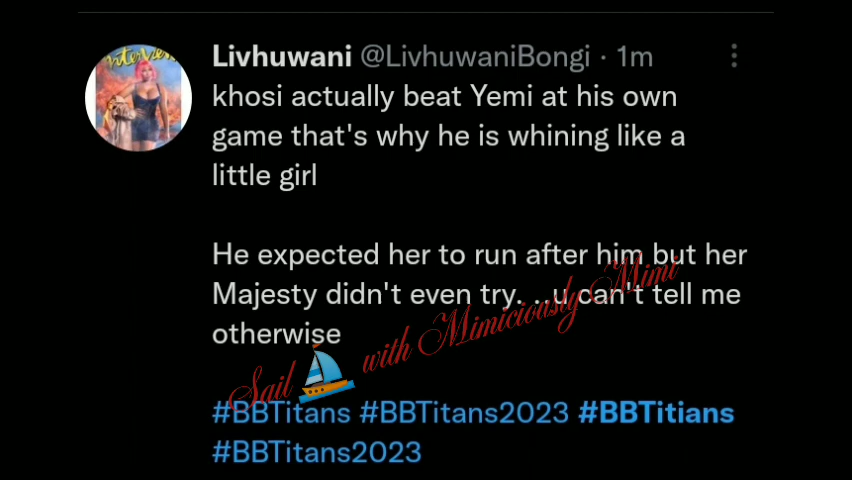 Interview
Livhuwani @LivhuwaniBongi · 1m
khosi actually beat Yemi at his own
game that's why he is whining like a
little girl
He expected her to run after him but her
Majesty didn't even try. ..u can't tell me
otherwise
Sail ⛵ with Mimiciously Mimi
#BBTitans #BBTitans2023 #BBTitians
#BBTitans2023